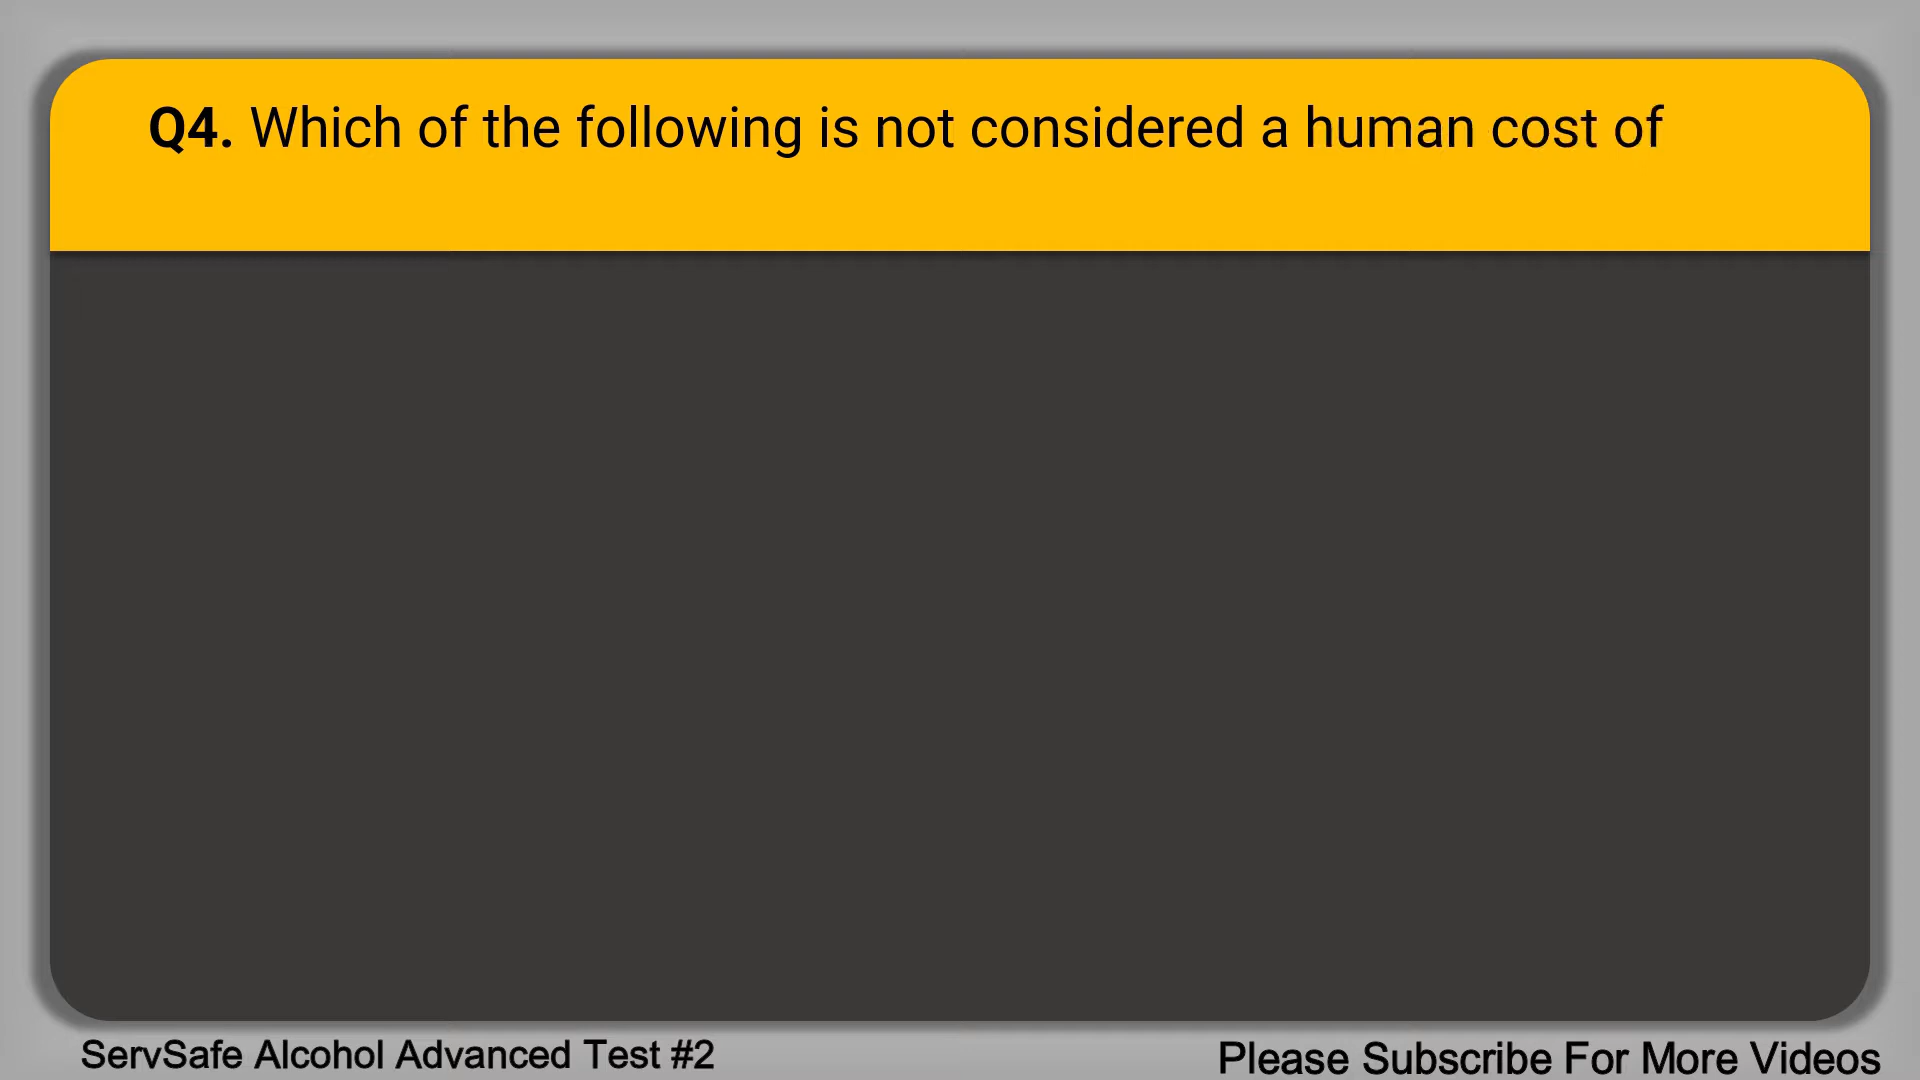 Q4. Which of the following is not considered a human cost of
ServSafe Alcohol Advanced Test #2
Please Subscribe For More Videos